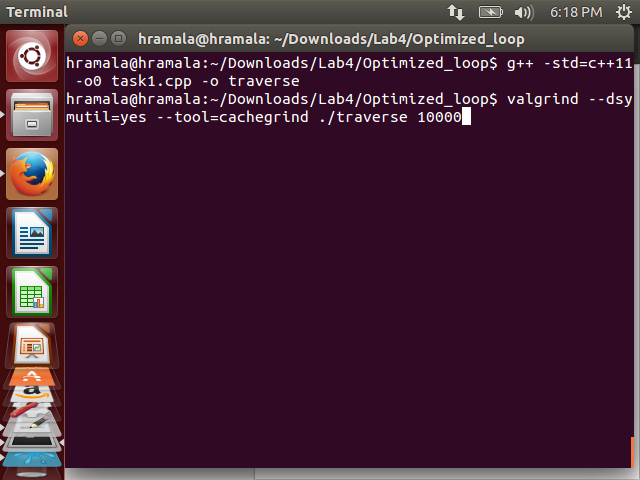 Terminal
6:18 PM
hramala@hramala: ~/Downloads/Lab4/Optimized_loop
hramala@hramala:~/Downloads/Lab4/Optimized_loop$ g++ -std=c++11
 -o0 task1.cpp -o traverse
hramala@hramala:~/Downloads/Lab4/Optimized_loop$ valgrind --dsy
mutil=yes --tool=cachegrind ./traverse 10000